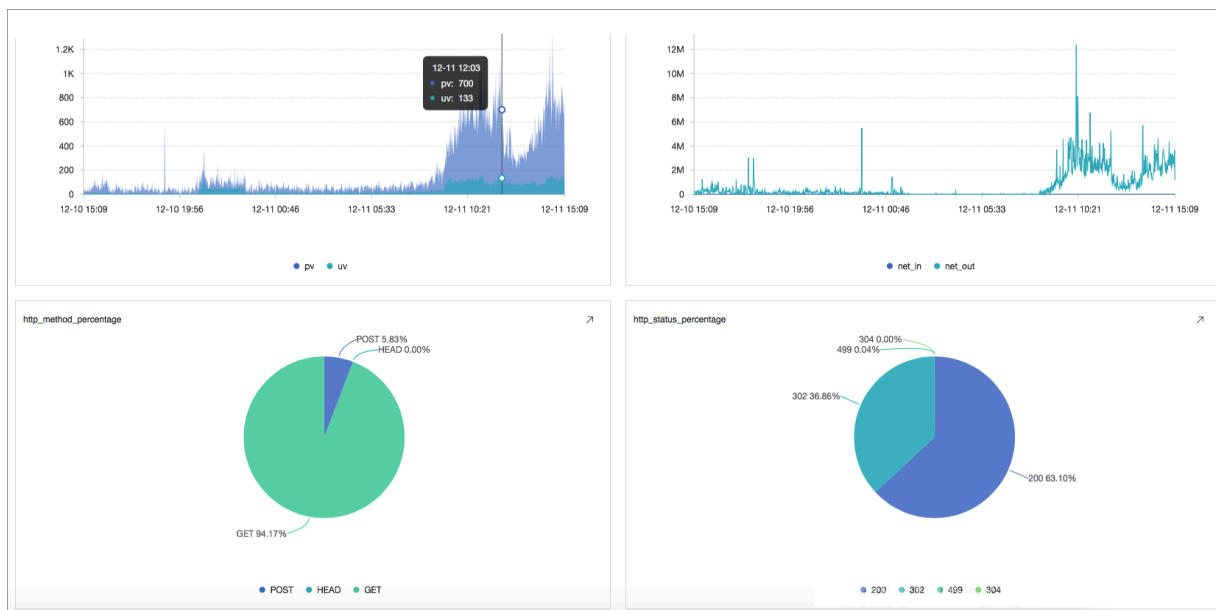 1.2K
1K
800
600
400
200
0
12-11 12:03
pv: 700
uv: 133
12-10 15:09 12-10 19:56 12-11 00:46 12-11 05:33 12-11 10:21 12-11 15:09
pv uv
12M
10M
8M
6M
4M
2M
0
12-10 15:09 12-10 19:56 12-11 00:46 12-11 05:33 12-11 10:21 12-11 15:09
net_in net_out
http_method_percentage
POST 5.83%
HEAD 0.00%
GET 94.17%
POST HEAD GET
http_status_percentage
304 0.00%
499 0.04%
302 36.86%
200 63.10%
200 302 499 304